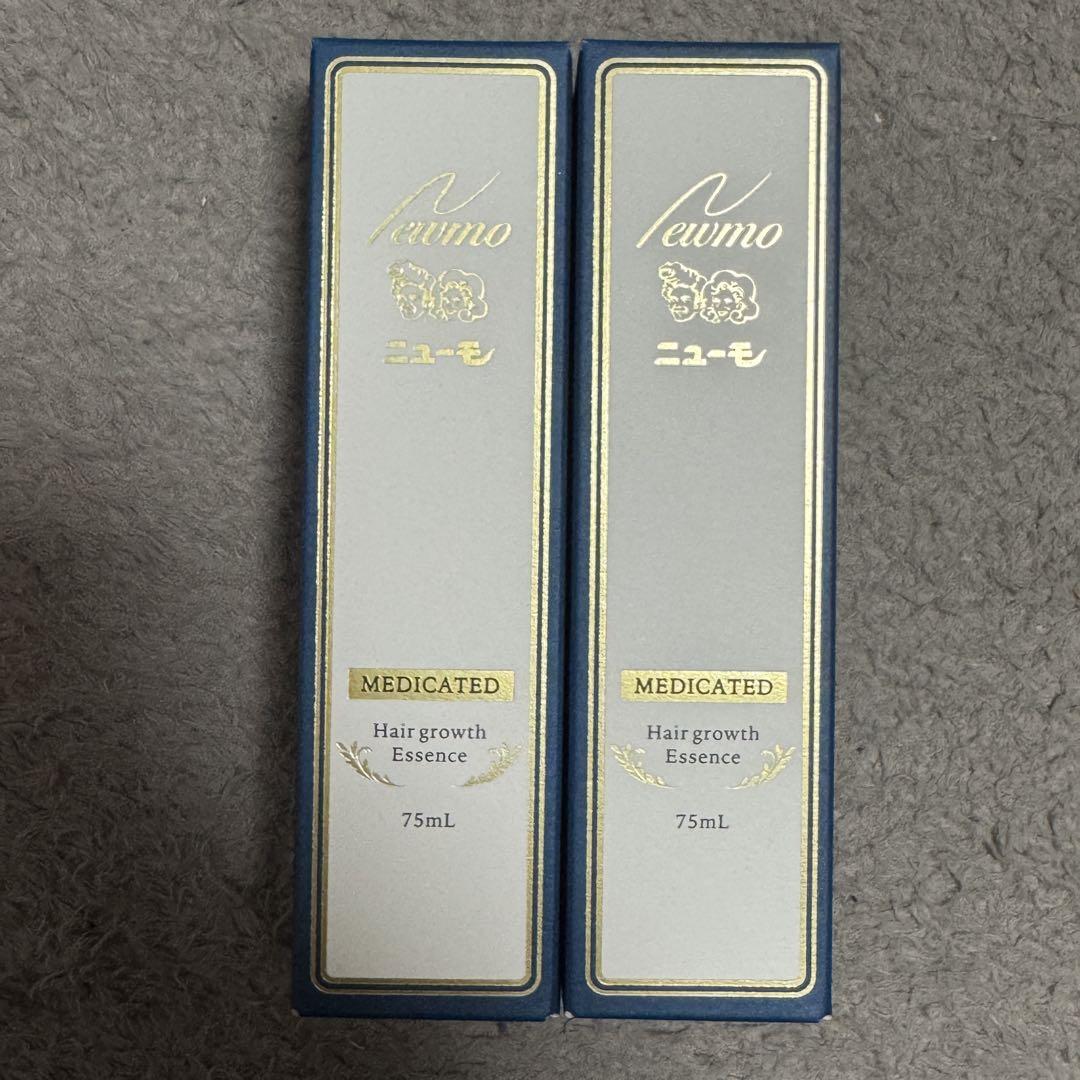 Newmo
ニューモ
MEDICATED
Hair growth
Essence
75mL
Newmo
ニューモ
MEDICATED
Hair growth
Essence
75mL